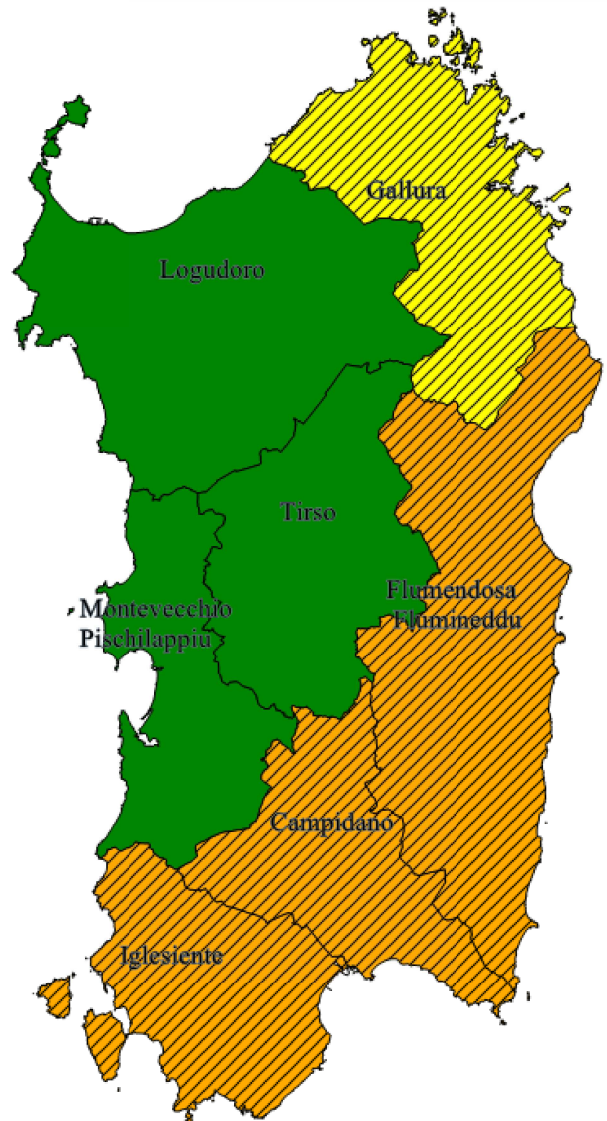 Gallura
Logudoro
Tirso
Flumendosa
Flumineddu
Montevecchio
Pischilappiu
Campidano
Iglesiente